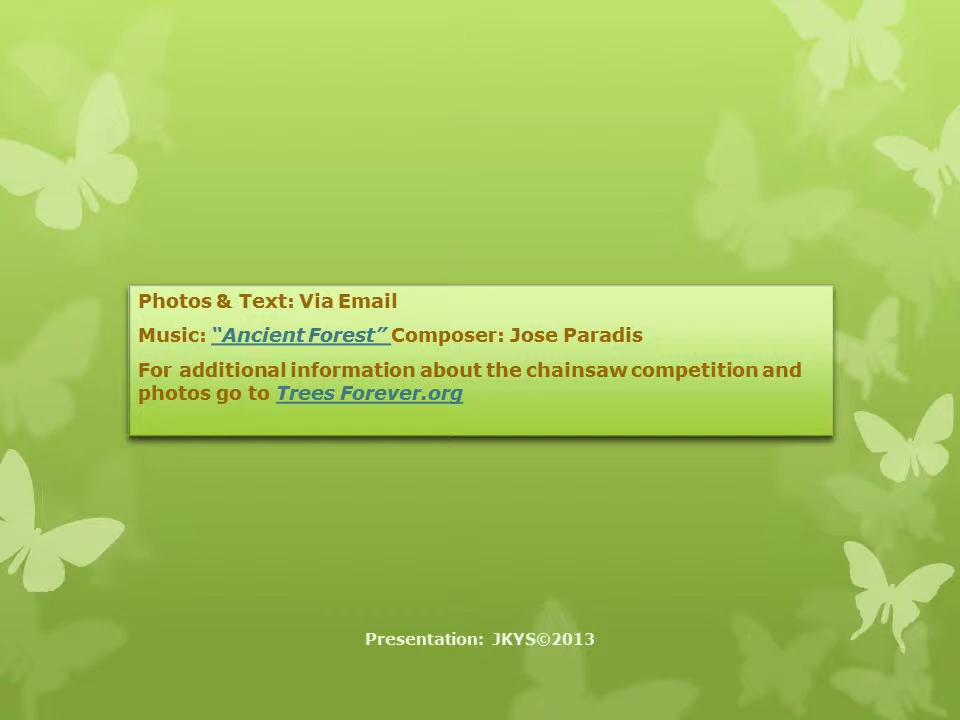 Photos & Text: Via Email
Music: “Ancient Forest” Composer: Jose Paradis
For additional information about the chainsaw competition and
photos go to Trees Forever.org
Presentation: JKYS©2013